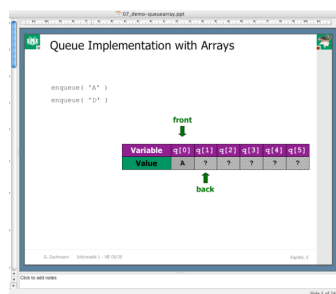 07_demo-queuearray.ppt
Queue Implementation with Arrays
enqueue( 'A' )
enqueue( 'D' )
front
Variable q[0] q[1] q[2] q[3] q[4] q[5]
Value A ? ? ? ? ?
back
Informatik I
Click to add notes